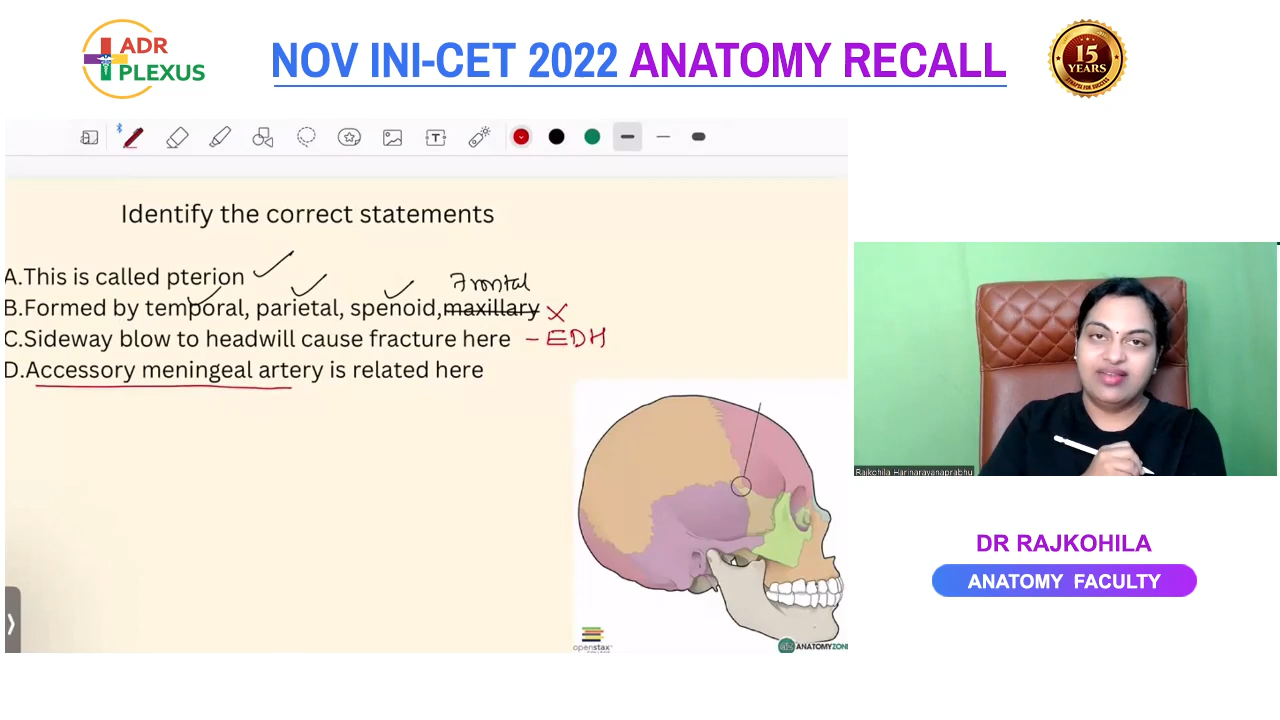 ADR
PLEXUS
NOV INI-CET 2022 ANATOMY RECALL
15
YEARS
T
Identify the correct statements
A.This is called pterion
Frontal
B.Formed by temporal, parietal, spenoid,maxillary X
C.Sideway blow to headwill cause fracture here - EDH
D.Accessory meningeal artery is related here
Rajkohila Harinarayanaprabhu
DR RAJKOHILA
ANATOMY FACULTY
openstax
ANATOMYZONE